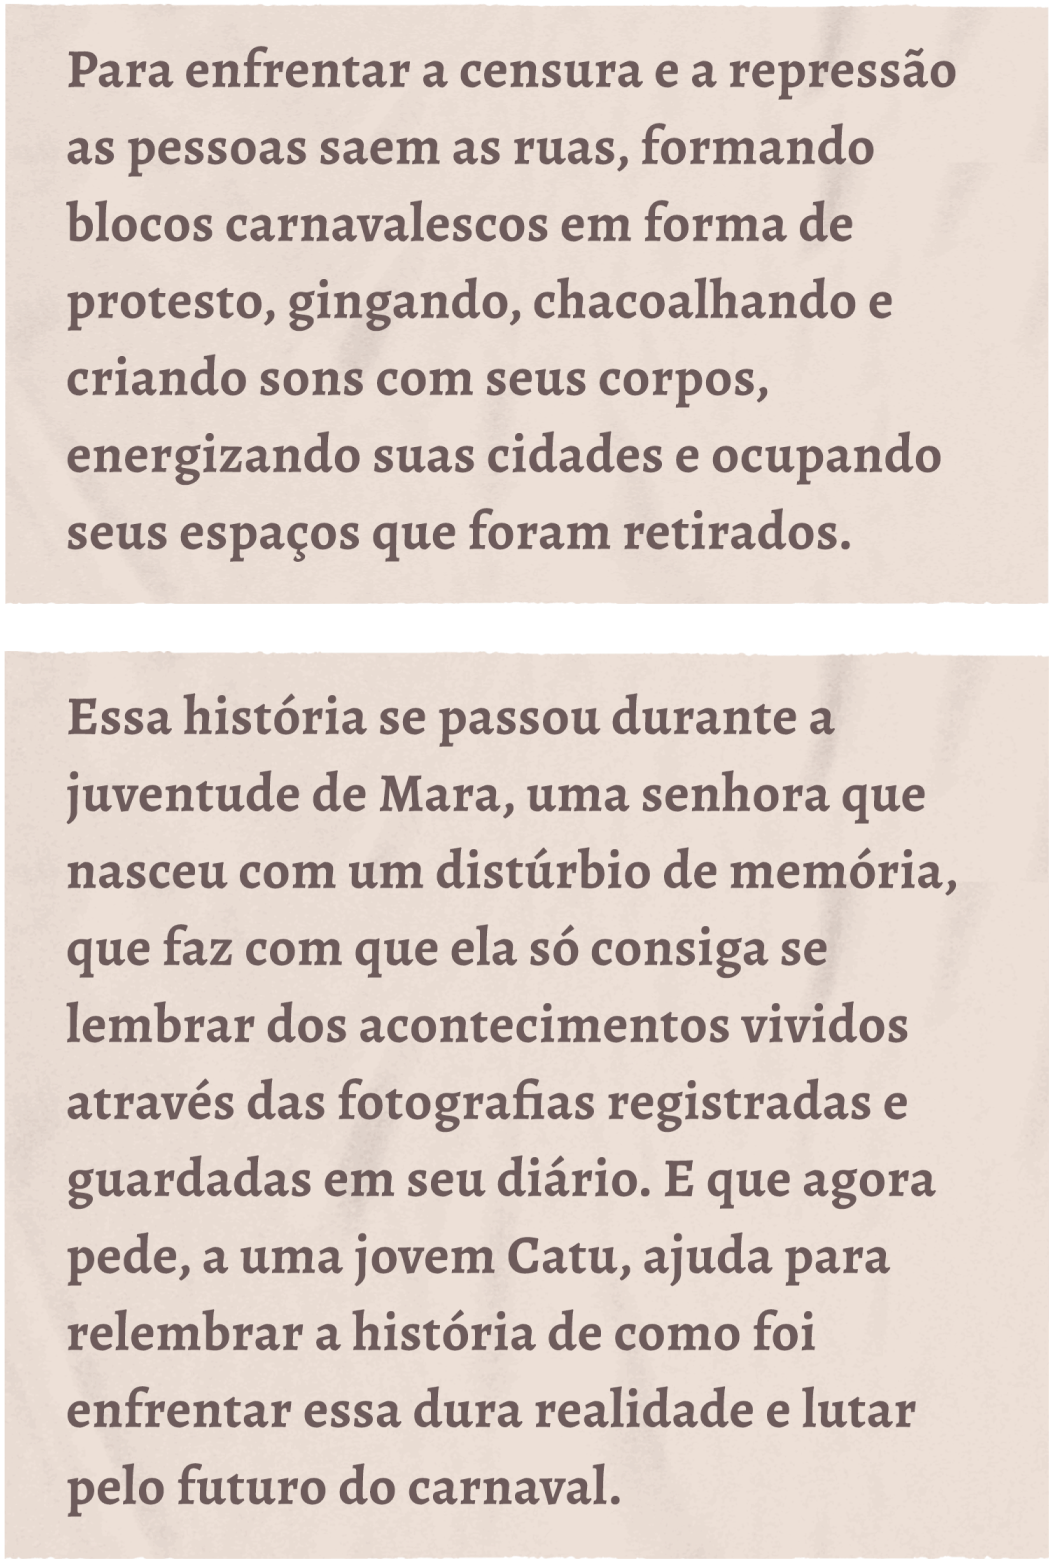 Para enfrentar a censura e a repressão
as pessoas saem as ruas, formando
blocos carnavalescos em forma de
protesto, gingando, chacoalhando e
criando sons com seus corpos,
energizando suas cidades e ocupando
seus espaços que foram retirados.
Essa história se passou durante a
juventude de Mara, uma senhora que
nasceu com um distúrbio de memória,
que faz com que ela só consiga se
lembrar dos acontecimentos vividos
através das fotografias registradas e
guardadas em seu diário. E que agora
pede, a uma jovem Catu, ajuda para
relembrar a história de como foi
enfrentar essa dura realidade e lutar
pelo futuro do carnaval.